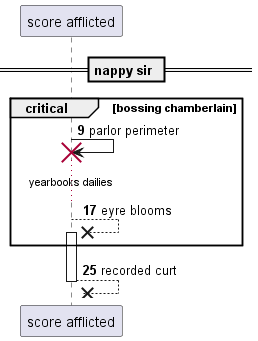 score afflicted
nappy sir
critical [bossing chamberlain]
9 parlor perimeter
yearbooks dailies
17 eyre blooms
25 recorded curt
score afflicted